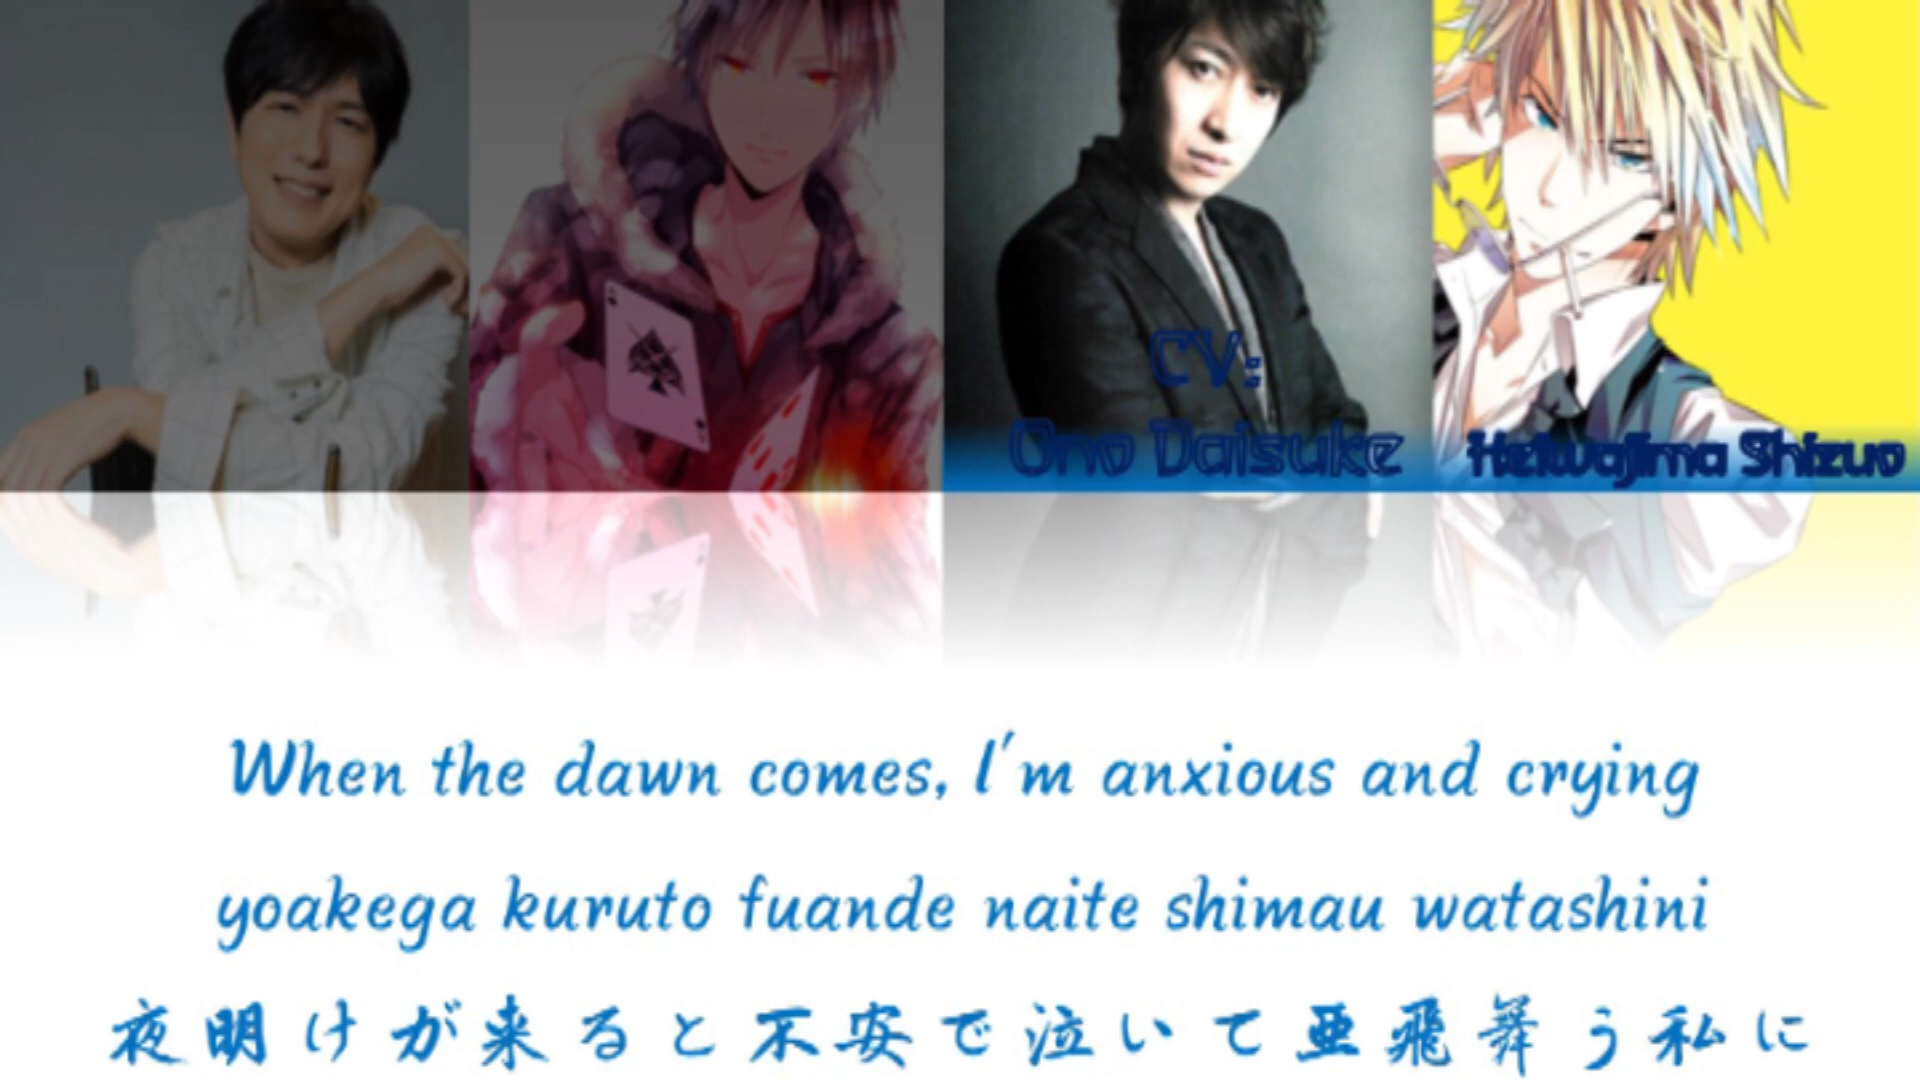 CV:
Ono Daisuke
Heiwajima Shizuo
When the dawn comes, I'm anxious and crying
yoakega kuruto fuande naite shimau watashini
夜明けが来ると不安で泣いて亜飛舞う私に